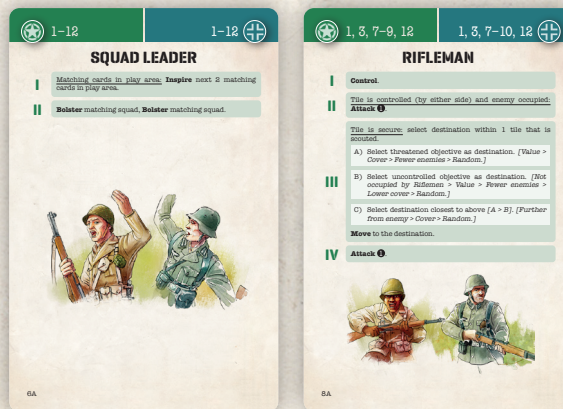 1–12
1–12
SQUAD LEADER
I
Matching cards in play area: Inspire next 2 matching
cards in play area.
II
Bolster matching squad, Bolster matching squad.
6A
1, 3, 7–9, 12
1, 3, 7–10, 12
RIFLEMAN
I
Control.
II
Tile is controlled (by either side) and enemy occupied:
Attack ❶.
III
Tile is secure: select destination within 1 tile that is
scouted.
A) Select threatened objective as destination. [Value >
Cover > Fewer enemies > Random.]
B) Select uncontrolled objective as destination. [Not
occupied by Riflemen > Value > Fewer enemies >
Lower cover > Random.]
C) Select destination closest to above [A > B]. [Further
from enemy > Cover > Random.]
Move to the destination.
IV
Attack ❶.
8A